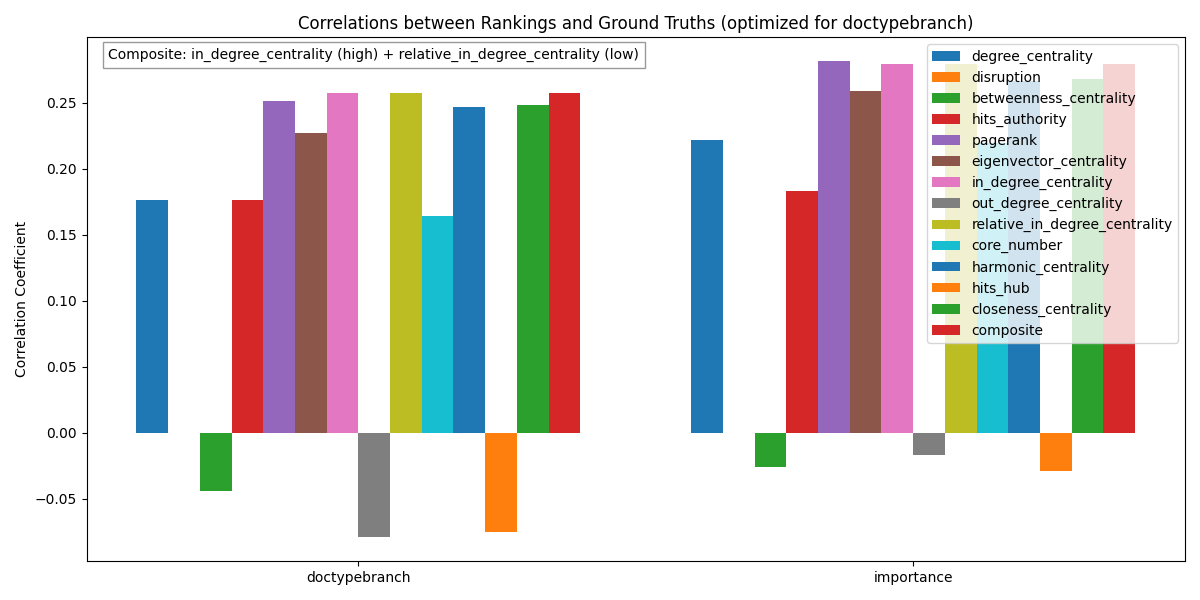 Correlations between Rankings and Ground Truths (optimized for doctypebranch)
Composite: in_degree_centrality (high) + relative_in_degree_centrality (low)
degree_centrality
disruption
betweenness_centrality
hits_authority
pagerank
eigenvector_centrality
in_degree_centrality
out_degree_centrality
relative_in_degree_centrality
core_number
harmonic_centrality
hits_hub
closeness_centrality
composite
Correlation Coefficient
0.25
0.20
0.15
0.10
0.05
0.00
−0.05
doctypebranch
importance